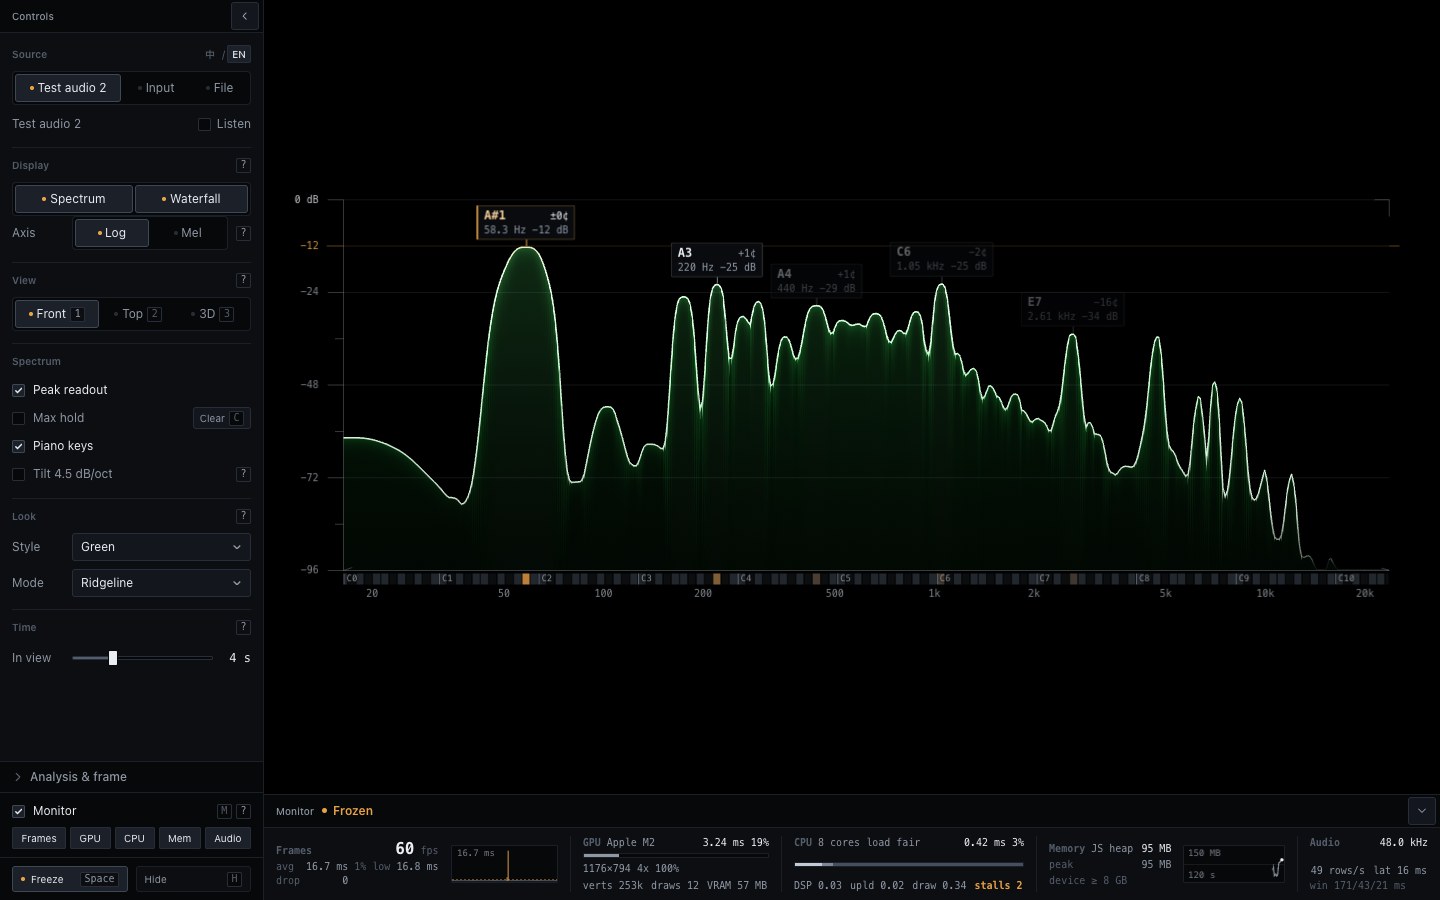 Controls
Source
中 / EN
Test audio 2
Input
File
Test audio 2
Listen
Display
?
Spectrum
Waterfall
Axis
Log
Mel
?
View
Front 1
Top 2
3D 3
Spectrum
Peak readout
Max hold
Clear C
Piano keys
Tilt 4.5 dB/oct
?
Look
?
Style
Green
Mode
Ridgeline
Time
?
In view
4 s
Analysis & frame
Monitor
M ?
Frames
GPU
CPU
Mem
Audio
Freeze Space
Hide H
0 dB
−12
−24
−48
−72
−96
A#1 ±0¢
58.3 Hz −12 dB
A3 +1¢
220 Hz −25 dB
A4 +1¢
440 Hz −29 dB
C6 −2¢
1.05 kHz −25 dB
E7 −16¢
2.61 kHz −34 dB
C0 C1 C2 C3 C4 C5 C6 C7 C8 C9 C10
20 50 100 200 500 1k 2k 5k 10k 20k
Monitor Frozen
Frames 60 fps
avg 16.7 ms 1% low 16.8 ms
drop 0
16.7 ms
GPU Apple M2 3.24 ms 19%
1176×794 4x 100%
verts 253k draws 12 VRAM 57 MB
CPU 8 cores load fair 0.42 ms 3%
DSP 0.03 upld 0.02 draw 0.34 stalls 2
Memory JS heap 95 MB
peak 95 MB
device ≥ 8 GB
150 MB
120 s
Audio 48.0 kHz
49 rows/s lat 16 ms
win 171/43/21 ms